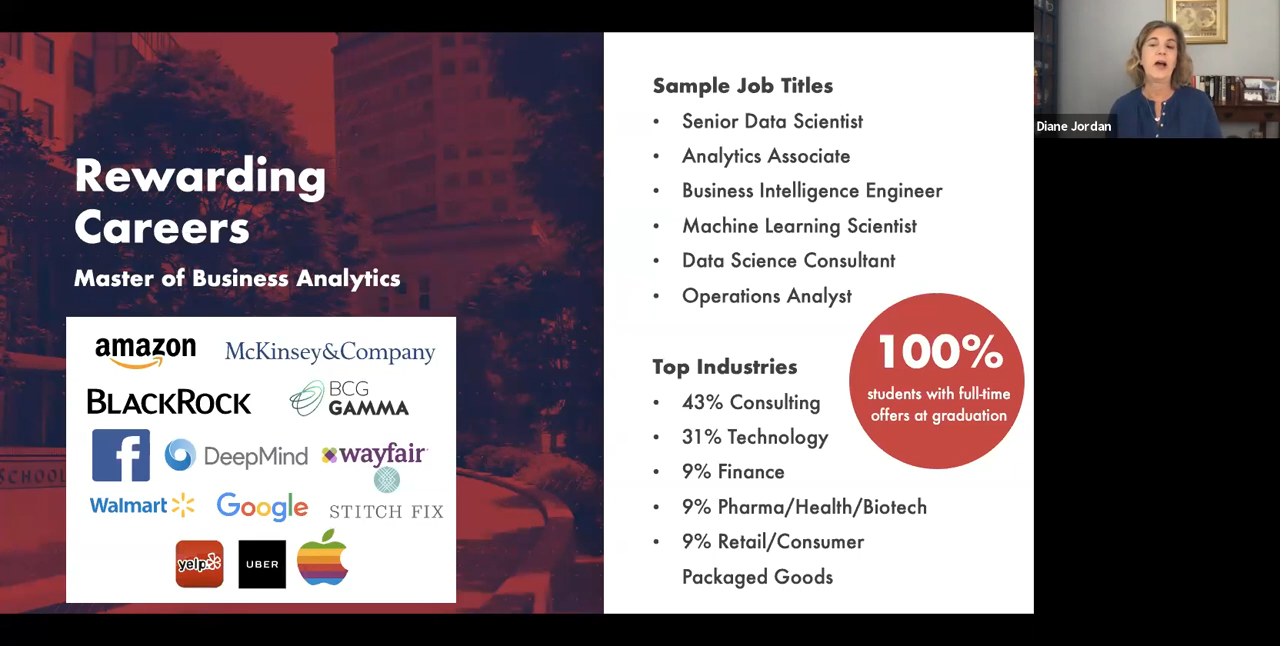 Rewarding
Careers
Master of Business Analytics
amazon
McKinsey&Company
BLACKROCK
BCG
GAMMA
f
DeepMind
wayfair
Walmart
Google
STITCH FIX
yelp
UBER
SCHOOL
Sample Job Titles
• Senior Data Scientist
• Analytics Associate
• Business Intelligence Engineer
• Machine Learning Scientist
• Data Science Consultant
• Operations Analyst
Top Industries
• 43% Consulting
• 31% Technology
• 9% Finance
• 9% Pharma/Health/Biotech
• 9% Retail/Consumer
Packaged Goods
100%
students with full-time
offers at graduation
Diane Jordan